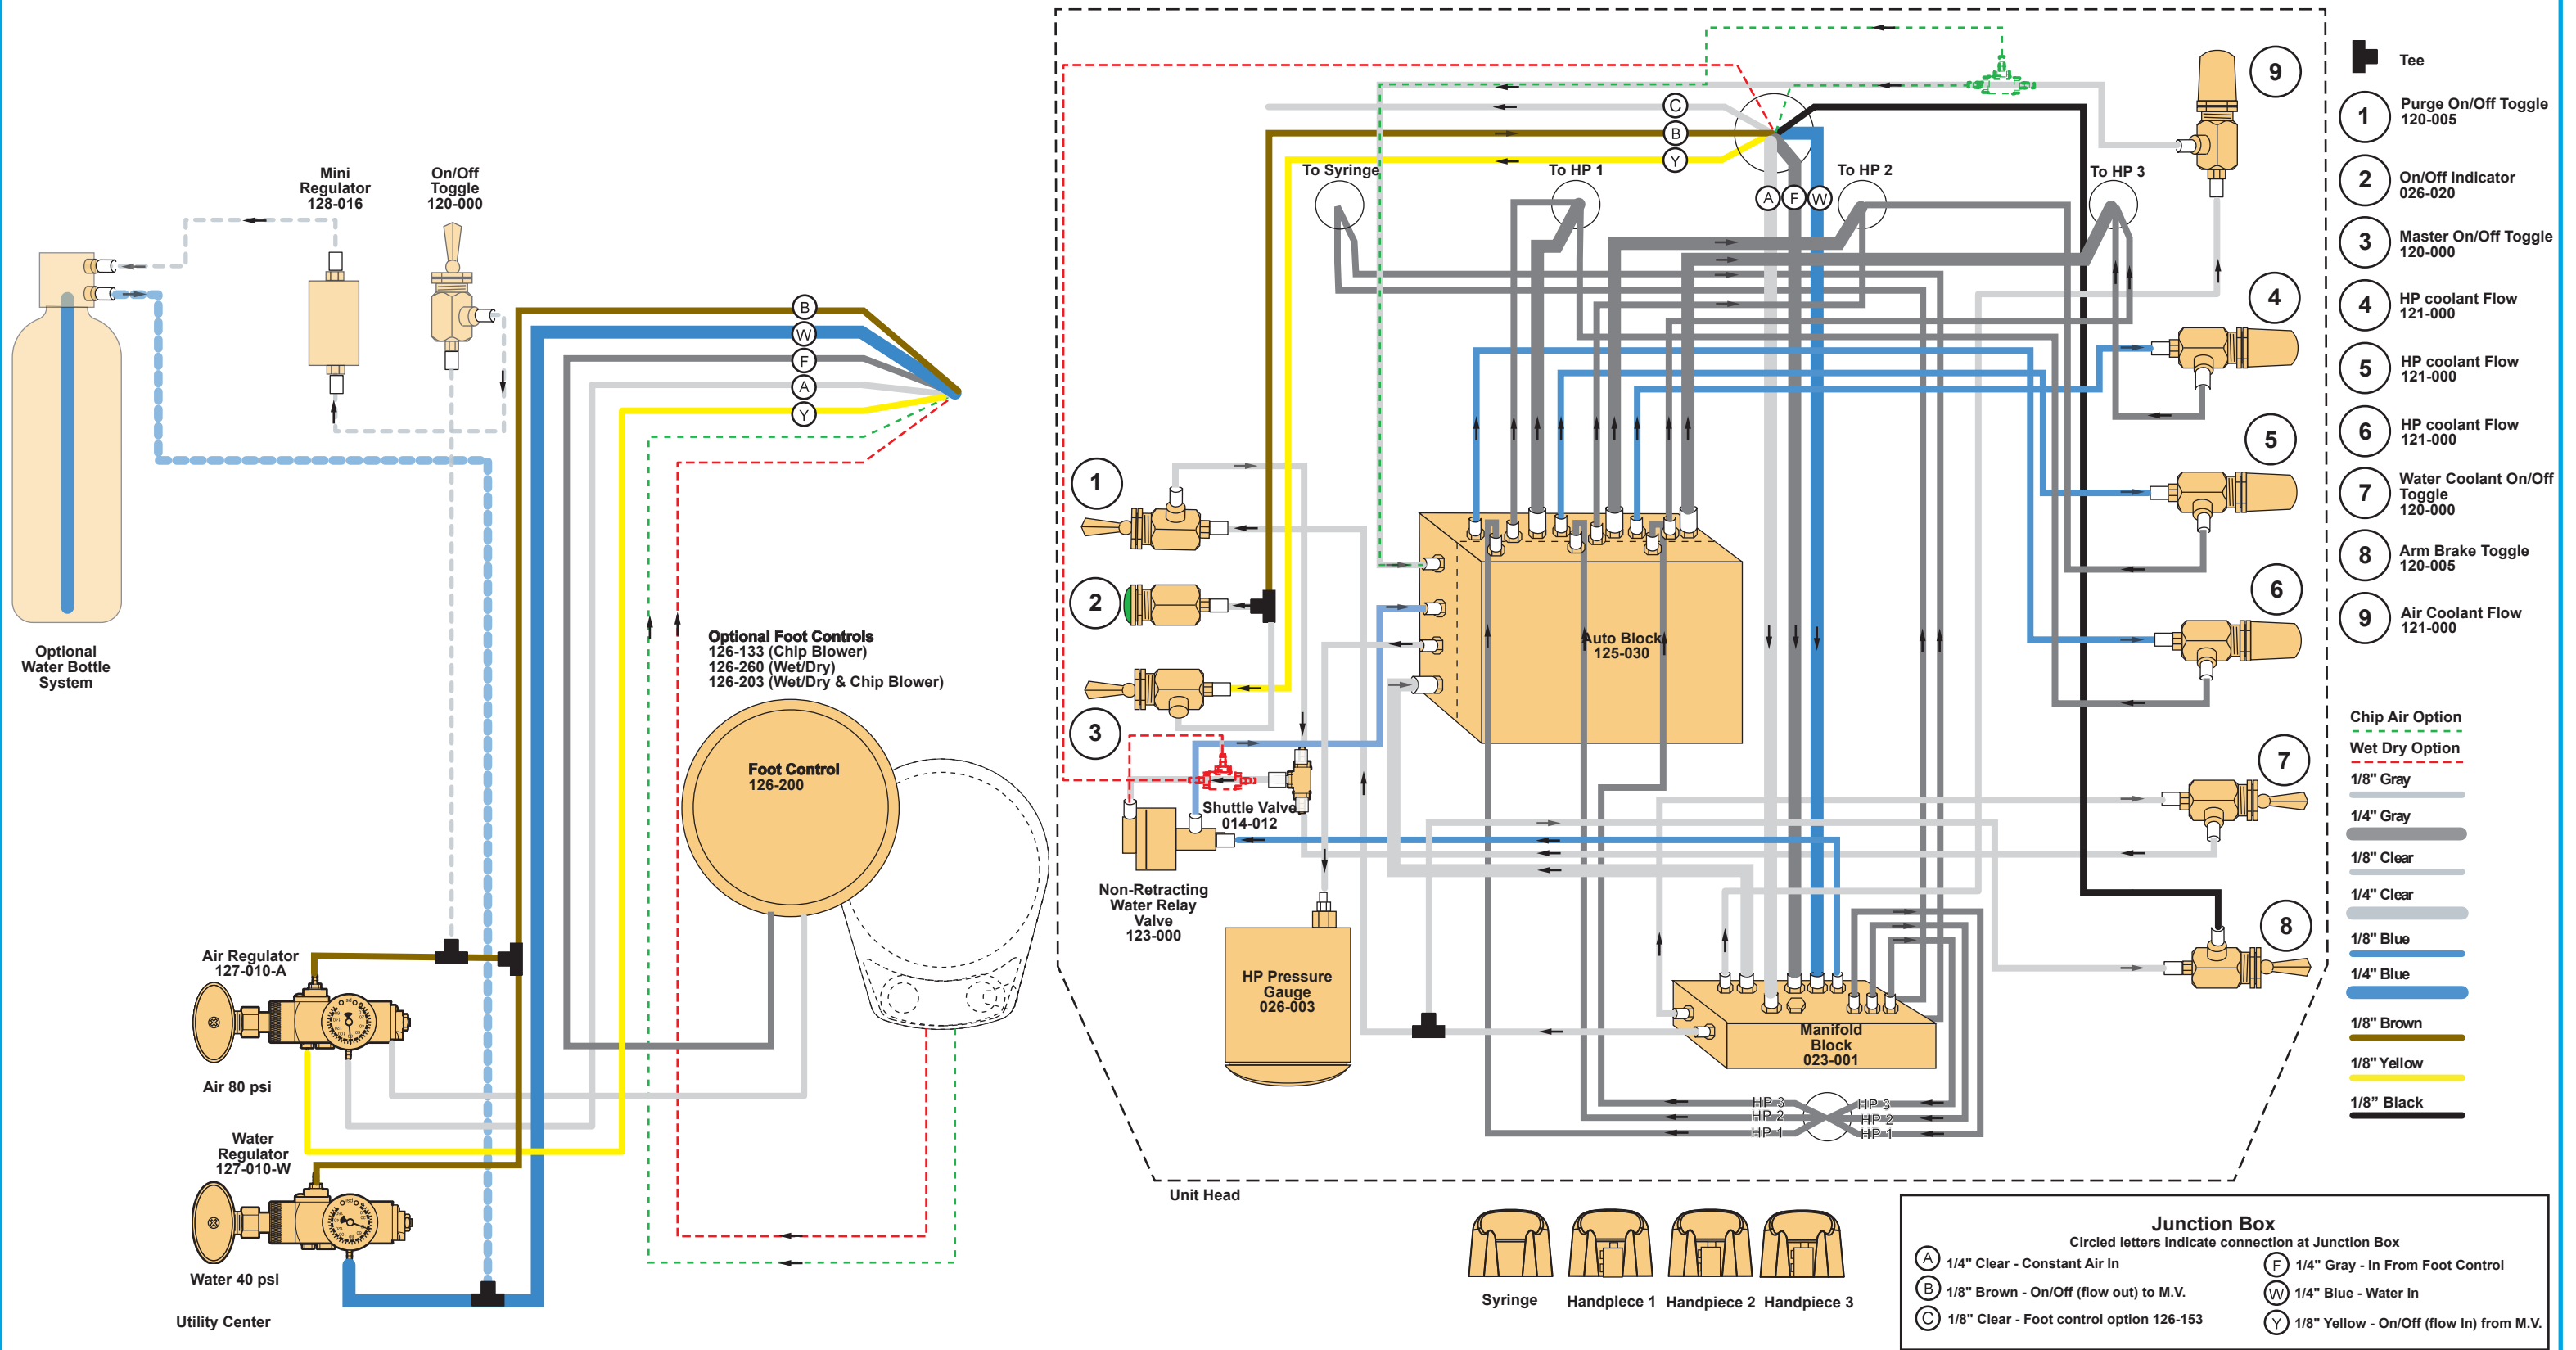 Mini
Regulator
128-016
On/Off
Toggle
120-000
Optional
Water Bottle
System
B
W
F
A
Y
Optional Foot Controls
126-133 (Chip Blower)
126-260 (Wet/Dry)
126-203 (Wet/Dry & Chip Blower)
Foot Control
126-200
Air Regulator
127-010-A
Air 80 psi
Water
Regulator
127-010-W
Water 40 psi
Utility Center
C
B
Y
To Syringe
To HP 1
A
F
W
To HP 2
To HP 3
1
2
3
4
5
6
7
8
9
Auto Block
125-030
Shuttle Valve
014-012
Non-Retracting
Water Relay
Valve
123-000
HP Pressure
Gauge
026-003
Manifold
Block
023-001
HP 3
HP 2
HP 1
HP 3
HP 2
HP 1
Unit Head
Tee
1 Purge On/Off Toggle
120-005
2 On/Off Indicator
026-020
3 Master On/Off Toggle
120-000
4 HP coolant Flow
121-000
5 HP coolant Flow
121-000
6 HP coolant Flow
121-000
7 Water Coolant On/Off
Toggle
120-000
8 Arm Brake Toggle
120-005
9 Air Coolant Flow
121-000
Chip Air Option
Wet Dry Option
1/8" Gray
1/4" Gray
1/8" Clear
1/4" Clear
1/8" Blue
1/4" Blue
1/8" Brown
1/8" Yellow
1/8” Black
Syringe
Handpiece 1
Handpiece 2
Handpiece 3
Junction Box
Circled letters indicate connection at Junction Box
A 1/4" Clear - Constant Air In
B 1/8" Brown - On/Off (flow out) to M.V.
C 1/8" Clear - Foot control option 126-153
F 1/4" Gray - In From Foot Control
W 1/4" Blue - Water In
Y 1/8" Yellow - On/Off (flow In) from M.V.